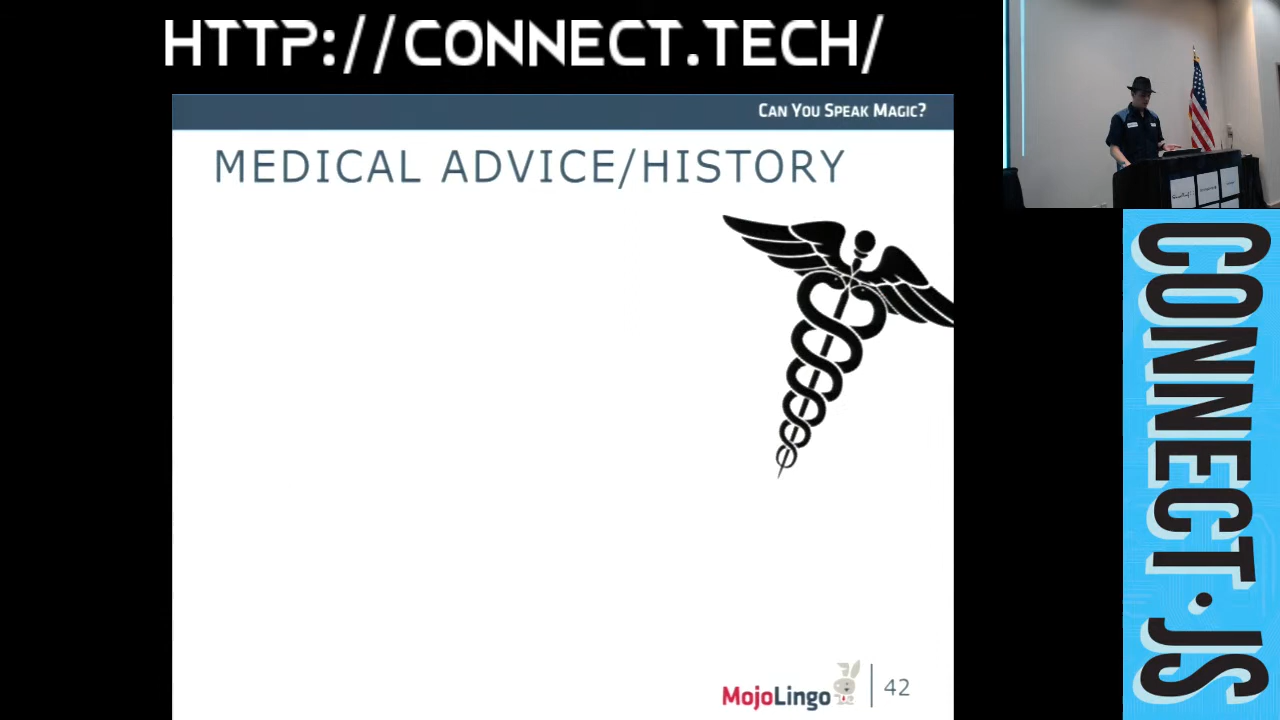 HTTP://CONNECT.TECH/
CAN YOU SPEAK MAGIC?
MEDICAL ADVICE/HISTORY
MojoLingo
42
CONNECT.JS